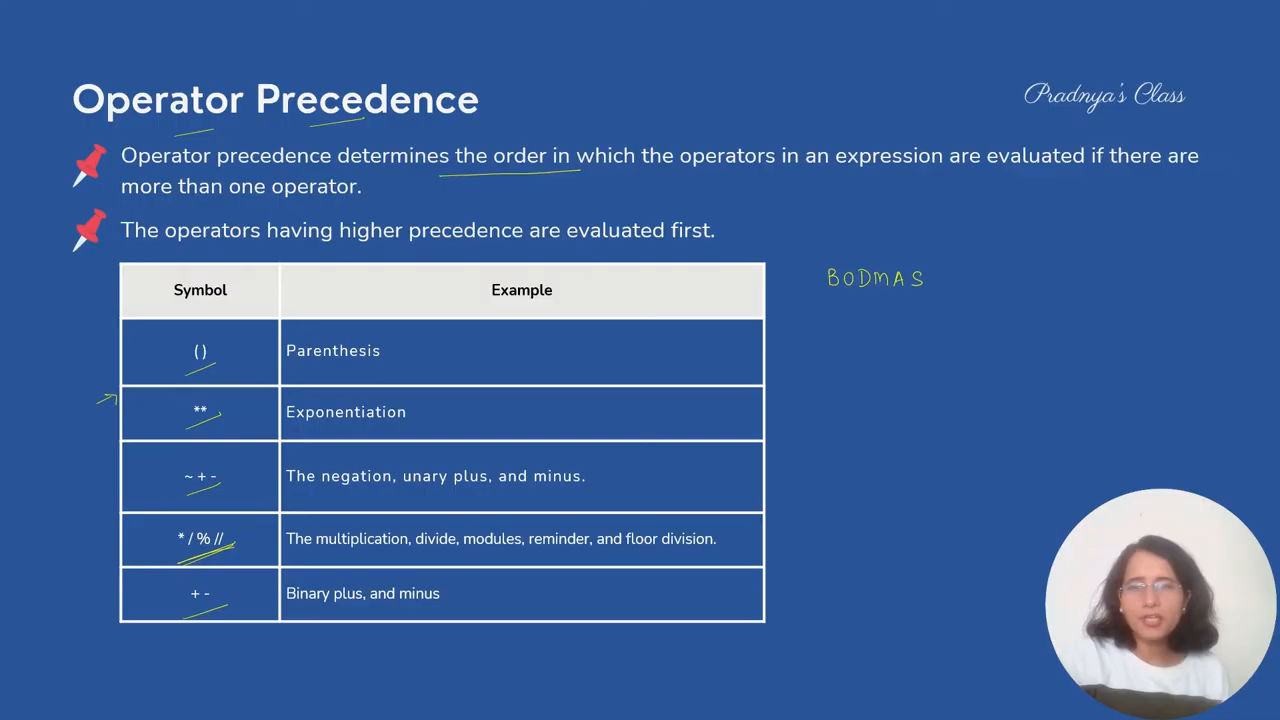 Operator Precedence
Pradnya's Class
Operator precedence determines the order in which the operators in an expression are evaluated if there are
more than one operator.
The operators having higher precedence are evaluated first.
Symbol Example
BODMAS
( ) Parenthesis
** Exponentiation
~ + - The negation, unary plus, and minus.
* / % // The multiplication, divide, modules, reminder, and floor division.
+ - Binary plus, and minus